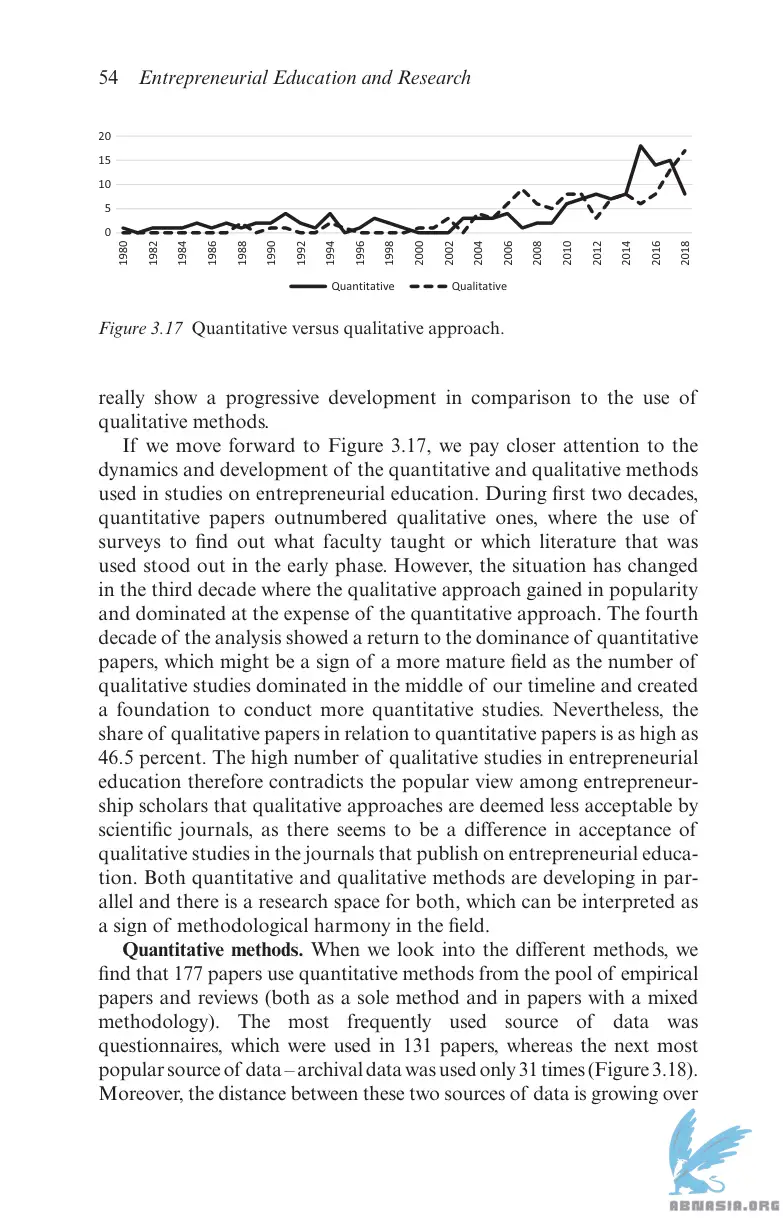 54 Entrepreneurial Education and Research
20
15
10
5
0
1980 1982 1984 1986 1988 1990 1992 1994 1996 1998 2000 2002 2004 2006 2008 2010 2012 2014 2016 2018
Quantitative Qualitative
Figure 3.17 Quantitative versus qualitative approach.
really show a progressive development in comparison to the use of
qualitative methods.
If we move forward to Figure 3.17, we pay closer attention to the
dynamics and development of the quantitative and qualitative methods
used in studies on entrepreneurial education. During first two decades,
quantitative papers outnumbered qualitative ones, where the use of
surveys to find out what faculty taught or which literature that was
used stood out in the early phase. However, the situation has changed
in the third decade where the qualitative approach gained in popularity
and dominated at the expense of the quantitative approach. The fourth
decade of the analysis showed a return to the dominance of quantitative
papers, which might be a sign of a more mature field as the number of
qualitative studies dominated in the middle of our timeline and created
a foundation to conduct more quantitative studies. Nevertheless, the
share of qualitative papers in relation to quantitative papers is as high as
46.5 percent. The high number of qualitative studies in entrepreneurial
education therefore contradicts the popular view among entrepreneur-
ship scholars that qualitative approaches are deemed less acceptable by
scientific journals, as there seems to be a difference in acceptance of
qualitative studies in the journals that publish on entrepreneurial educa-
tion. Both quantitative and qualitative methods are developing in par-
allel and there is a research space for both, which can be interpreted as
a sign of methodological harmony in the field.
Quantitative methods. When we look into the different methods, we
find that 177 papers use quantitative methods from the pool of empirical
papers and reviews (both as a sole method and in papers with a mixed
methodology). The most frequently used source of data was
questionnaires, which were used in 131 papers, whereas the next most
popular source of data – archival data was used only 31 times (Figure 3.18).
Moreover, the distance between these two sources of data is growing over
ABNASIA.ORG